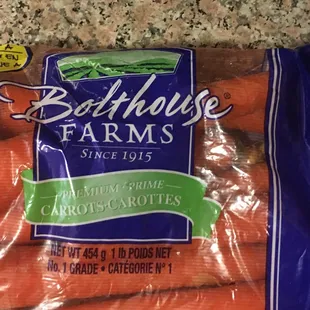 Bolthouse®
FARMS
SINCE 1915
PREMIUM • PRIME
CARROTS•CAROTTES
NET WT 454 g 1 lb POIDS NET
No. 1 GRADE • CATÉGORIE N° 1